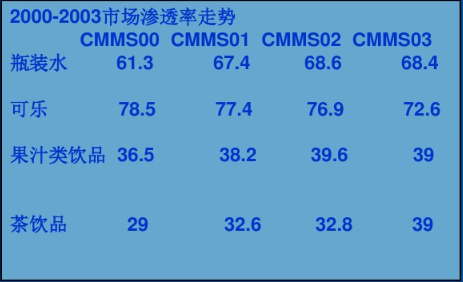 2000-2003市场渗透率走势
CMMS00 CMMS01 CMMS02 CMMS03
瓶装水 61.3 67.4 68.6 68.4
可乐 78.5 77.4 76.9 72.6
果汁类饮品 36.5 38.2 39.6 39
茶饮品 29 32.6 32.8 39